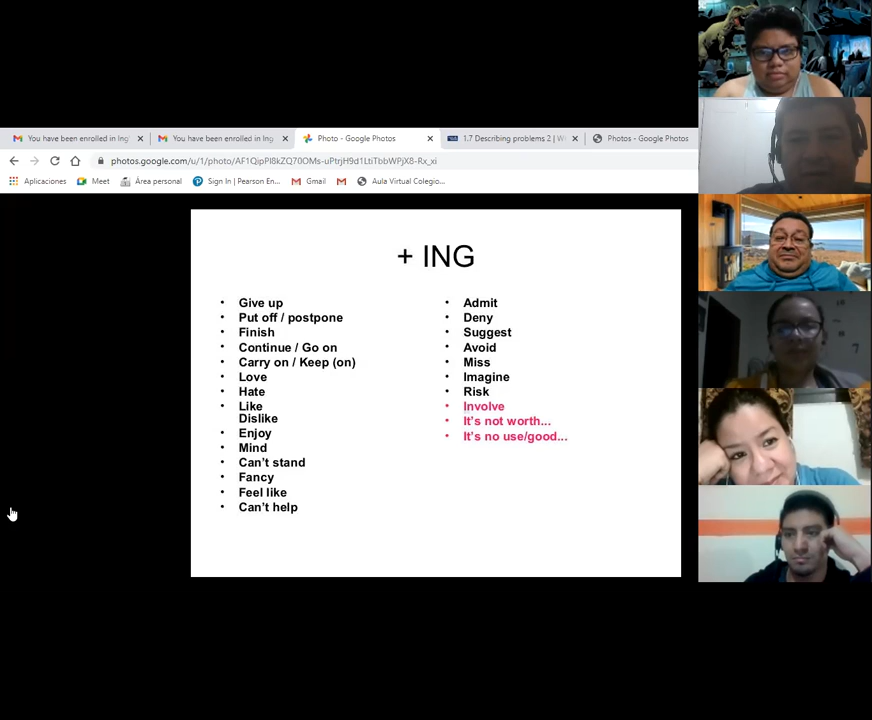 You have been enrolled in Ing
You have been enrolled in Ing
Photo - Google Photos
1.7 Describing problems 2 | W
Photos - Google Photos
photos.google.com/u/1/photo/AF1QipPl8kZQ70OMs-uPtrjH9d1LtiTbbWPjX8-Rx_xi
Aplicaciones
Meet
Área personal
Sign In | Pearson En...
Gmail
Aula Virtual Colegio...
+ ING
• Give up
• Put off / postpone
• Finish
• Continue / Go on
• Carry on / Keep (on)
• Love
• Hate
• Like
Dislike
• Enjoy
• Mind
• Can't stand
• Fancy
• Feel like
• Can't help
• Admit
• Deny
• Suggest
• Avoid
• Miss
• Imagine
• Risk
• Involve
• It's not worth...
• It's no use/good...